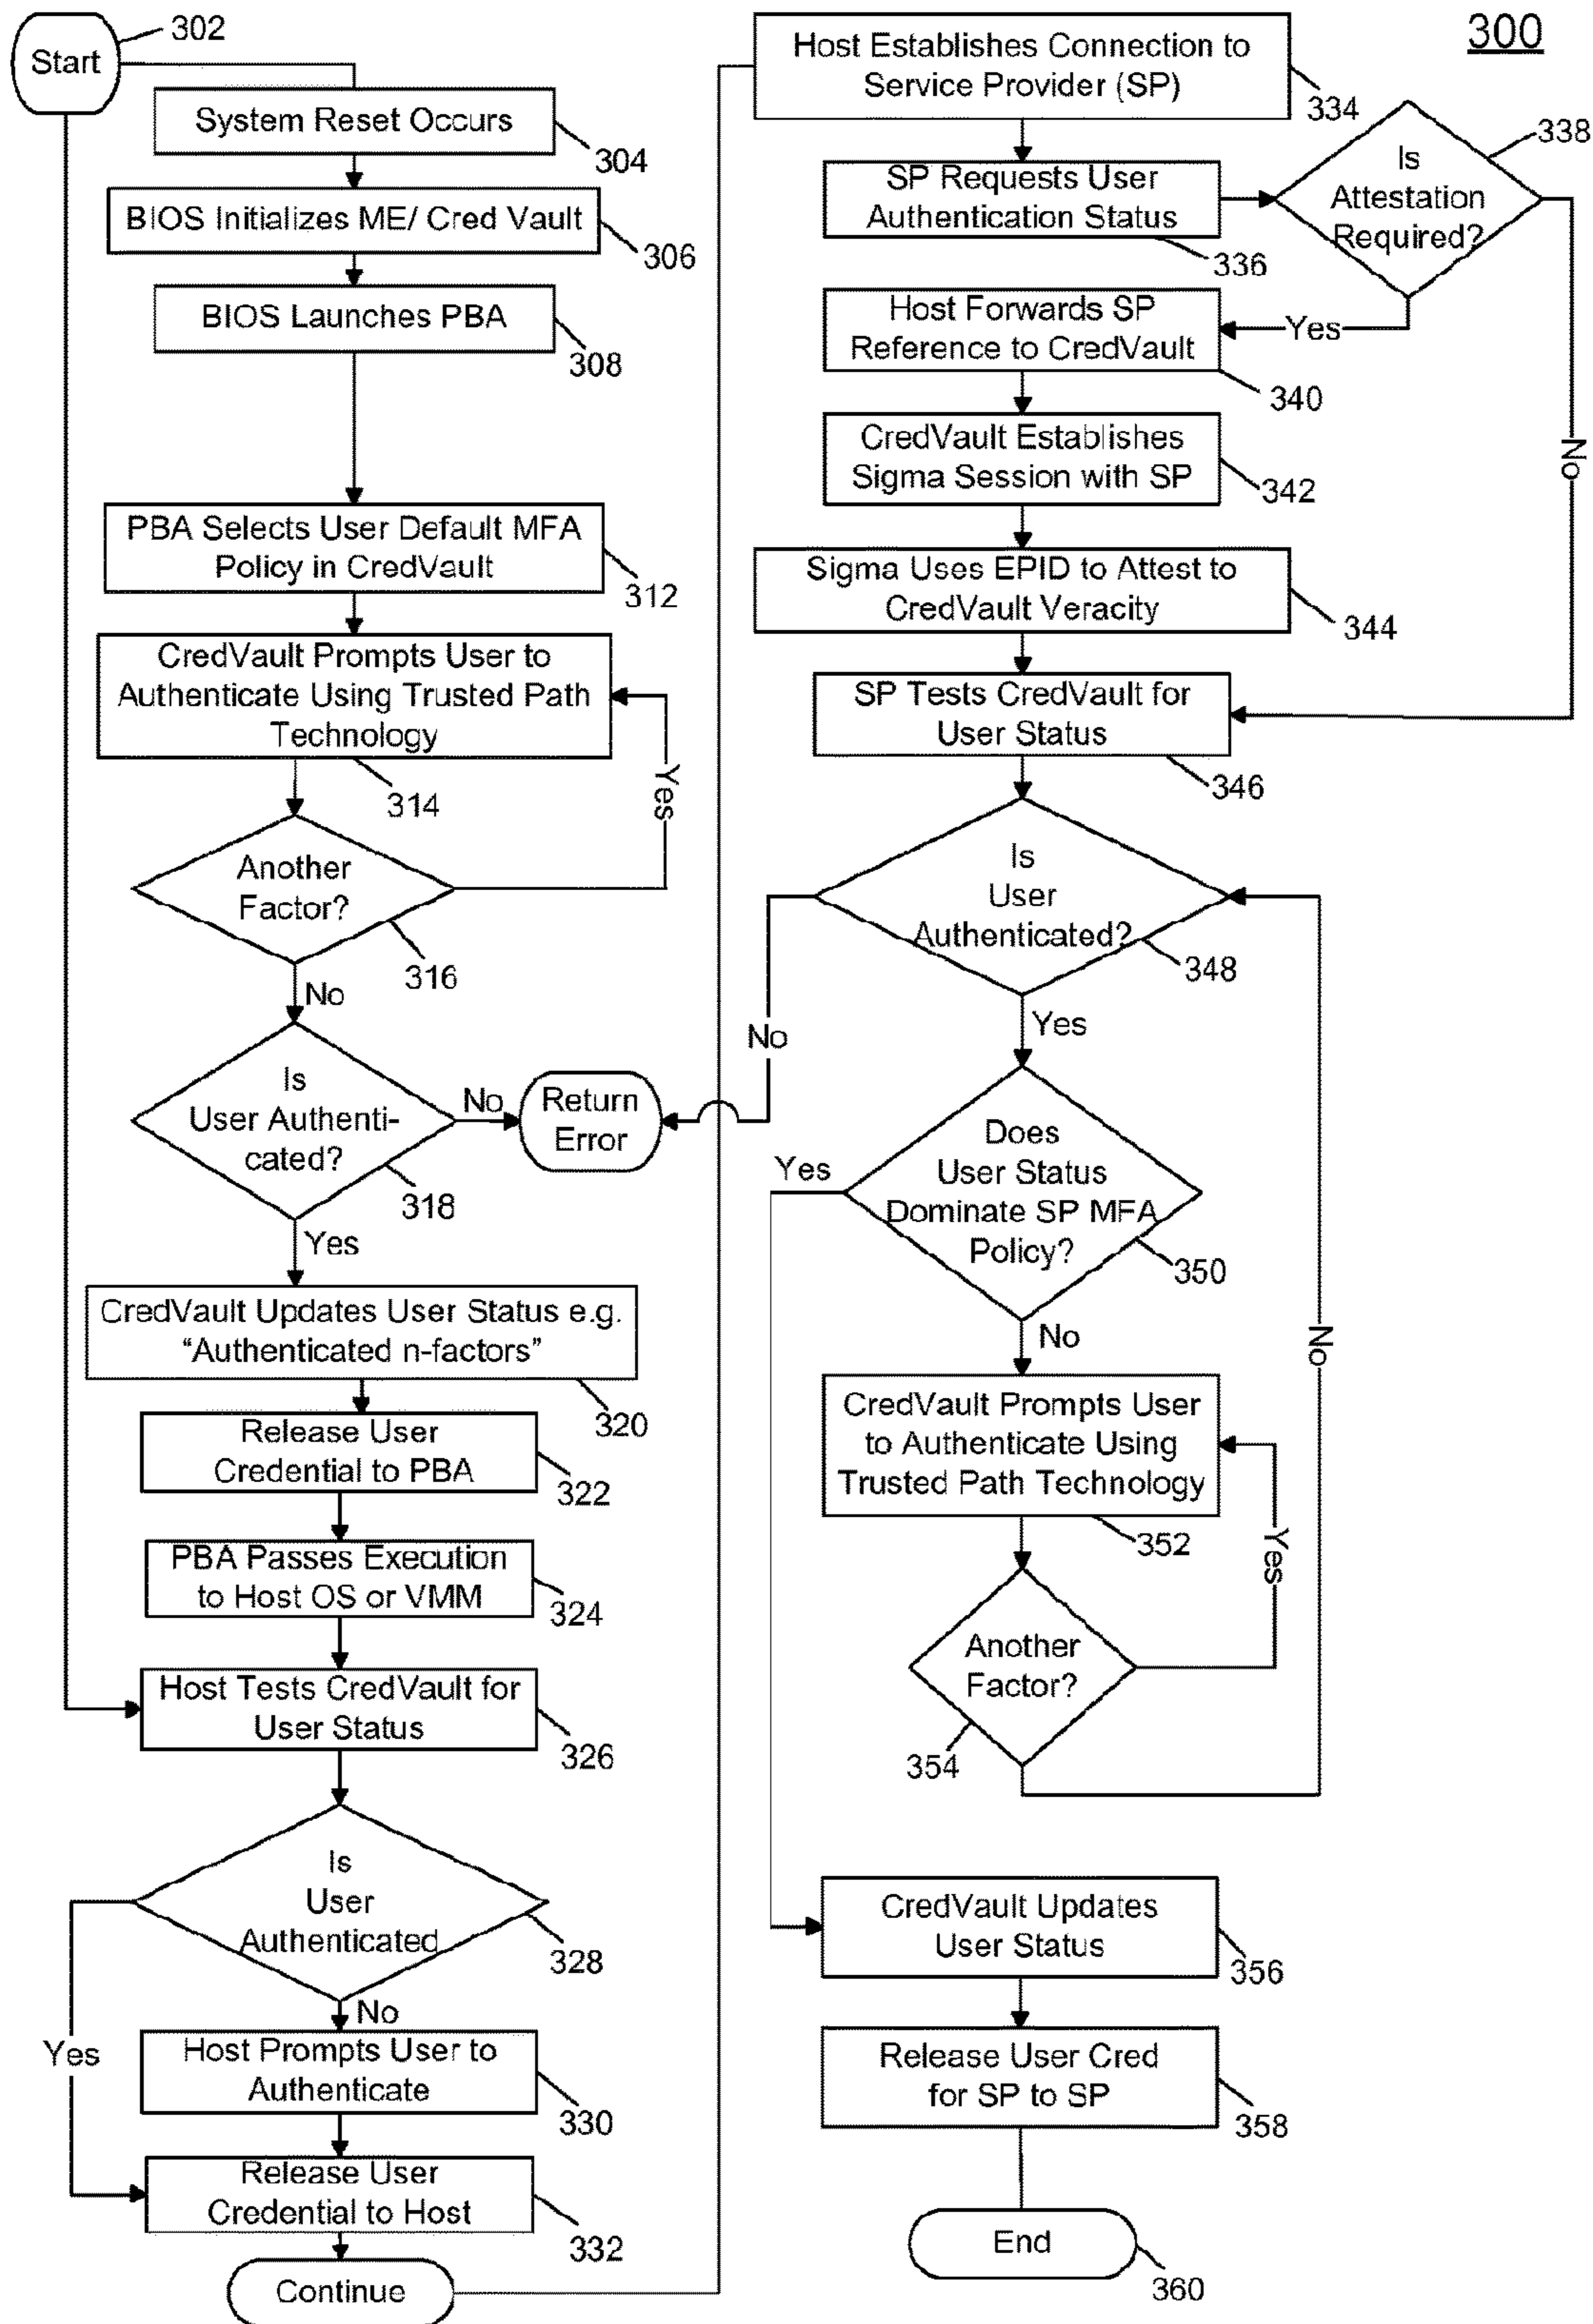 300
302
Start
System Reset Occurs
304
BIOS Initializes ME/ Cred Vault
306
BIOS Launches PBA
308
PBA Selects User Default MFA
Policy in CredVault
312
CredVault Prompts User to
Authenticate Using Trusted Path
Technology
314
Yes
Another
Factor?
316
No
Is
User Authenti-
cated?
318
No
Return
Error
Yes
CredVault Updates User Status e.g.
“Authenticated n-factors”
320
Release User
Credential to PBA
322
PBA Passes Execution
to Host OS or VMM
324
Host Tests CredVault for
User Status
326
Is
User
Authenticated
328
No
Yes
Host Prompts User to
Authenticate
330
Release User
Credential to Host
332
Continue
Host Establishes Connection to
Service Provider (SP)
334
SP Requests User
Authentication Status
336
Is
Attestation
Required?
338
Yes
No
Host Forwards SP
Reference to CredVault
340
CredVault Establishes
Sigma Session with SP
342
Sigma Uses EPID to Attest to
CredVault Veracity
344
SP Tests CredVault for
User Status
346
Is
User
Authenticated?
348
No
Yes
Does
User Status
Dominate SP MFA
Policy?
350
Yes
No
CredVault Prompts User
to Authenticate Using
Trusted Path Technology
352
Yes
No
Another
Factor?
354
CredVault Updates
User Status
356
Release User Cred
for SP to SP
358
End
360